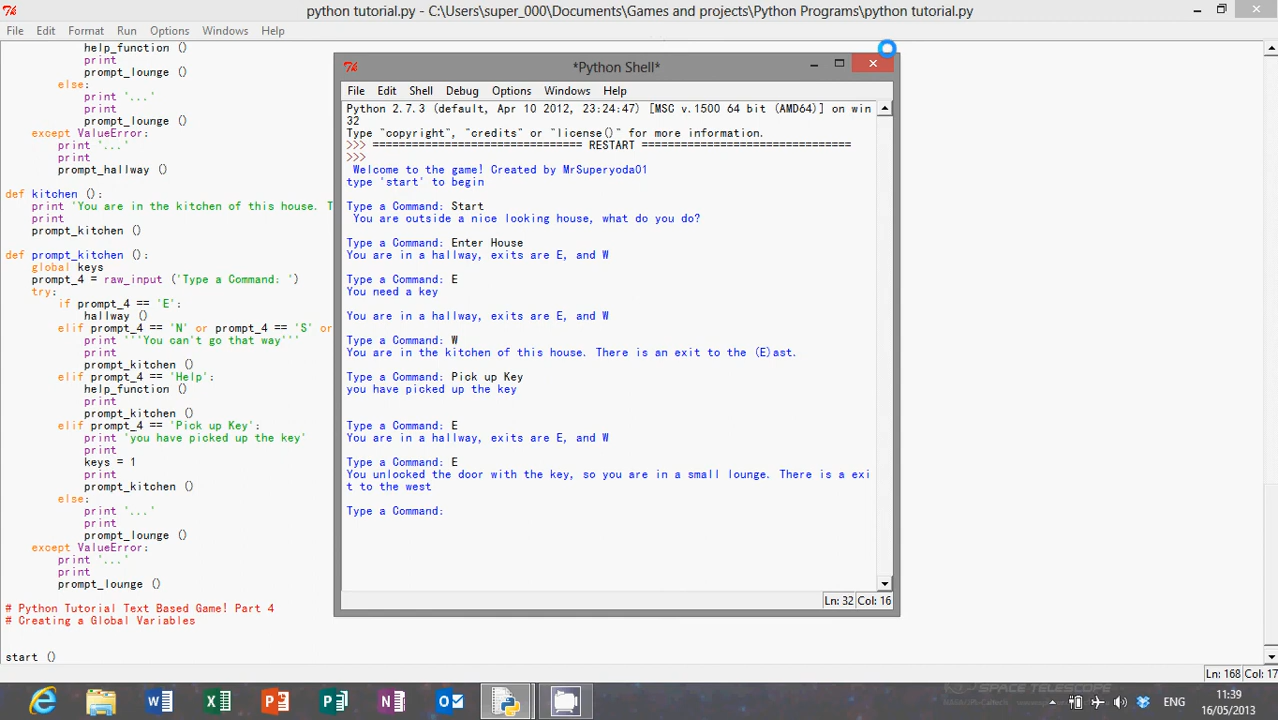 python tutorial.py - C:\Users\super_000\Documents\Games and projects\Python Programs\python tutorial.py
File Edit Format Run Options Windows Help
help_function ()
print
prompt_lounge ()
else:
print '...'
print
prompt_lounge ()
except ValueError:
print '...'
print
prompt_hallway ()
def kitchen ():
print 'You are in the kitchen of this house. T
print
prompt_kitchen ()
def prompt_kitchen ():
global keys
prompt_4 = raw_input ('Type a Command: ')
try:
if prompt_4 == 'E':
hallway ()
elif prompt_4 == 'N' or prompt_4 == 'S' or
print '''You can't go that way'''
print
prompt_kitchen ()
elif prompt_4 == 'Help':
help_function ()
print
prompt_kitchen ()
elif prompt_4 == 'Pick up Key':
print 'you have picked up the key'
print
keys = 1
print
prompt_kitchen ()
else:
print '...'
print
prompt_lounge ()
except ValueError:
print '...'
print
prompt_lounge ()
# Python Tutorial Text Based Game! Part 4
# Creating a Global Variables
start ()
*Python Shell*
File Edit Shell Debug Options Windows Help
Python 2.7.3 (default, Apr 10 2012, 23:24:47) [MSC v.1500 64 bit (AMD64)] on win
32
Type "copyright", "credits" or "license()" for more information.
>>> ================================ RESTART ================================
>>>
Welcome to the game! Created by MrSuperyoda01
type 'start' to begin
Type a Command: Start
You are outside a nice looking house, what do you do?
Type a Command: Enter House
You are in a hallway, exits are E, and W
Type a Command: E
You need a key
You are in a hallway, exits are E, and W
Type a Command: W
You are in the kitchen of this house. There is an exit to the (E)ast.
Type a Command: Pick up Key
you have picked up the key
Type a Command: E
You are in a hallway, exits are E, and W
Type a Command: E
You unlocked the door with the key, so you are in a small lounge. There is a exi
t to the west
Type a Command:
Ln: 32 Col: 16
Ln: 168 Col: 17
SPACE TELESCOPE
ENG
11:39
16/05/2013